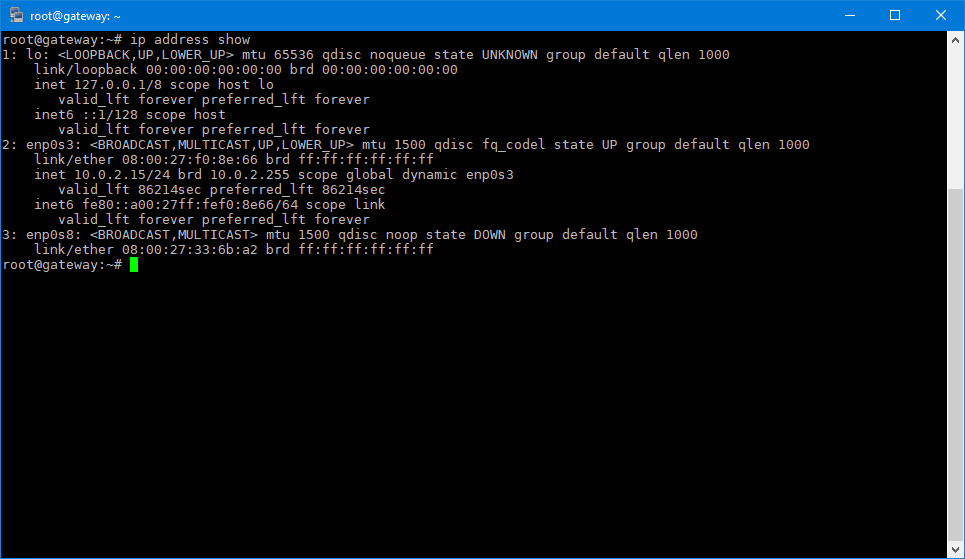 root@gateway: ~
root@gateway:~# ip address show
1: lo: <LOOPBACK,UP,LOWER_UP> mtu 65536 qdisc noqueue state UNKNOWN group default qlen 1000
    link/loopback 00:00:00:00:00:00 brd 00:00:00:00:00:00
    inet 127.0.0.1/8 scope host lo
       valid_lft forever preferred_lft forever
    inet6 ::1/128 scope host
       valid_lft forever preferred_lft forever
2: enp0s3: <BROADCAST,MULTICAST,UP,LOWER_UP> mtu 1500 qdisc fq_codel state UP group default qlen 1000
    link/ether 08:00:27:f0:8e:66 brd ff:ff:ff:ff:ff:ff
    inet 10.0.2.15/24 brd 10.0.2.255 scope global dynamic enp0s3
       valid_lft 86214sec preferred_lft 86214sec
    inet6 fe80::a00:27ff:fef0:8e66/64 scope link
       valid_lft forever preferred_lft forever
3: enp0s8: <BROADCAST,MULTICAST> mtu 1500 qdisc noop state DOWN group default qlen 1000
    link/ether 08:00:27:33:6b:a2 brd ff:ff:ff:ff:ff:ff
root@gateway:~#